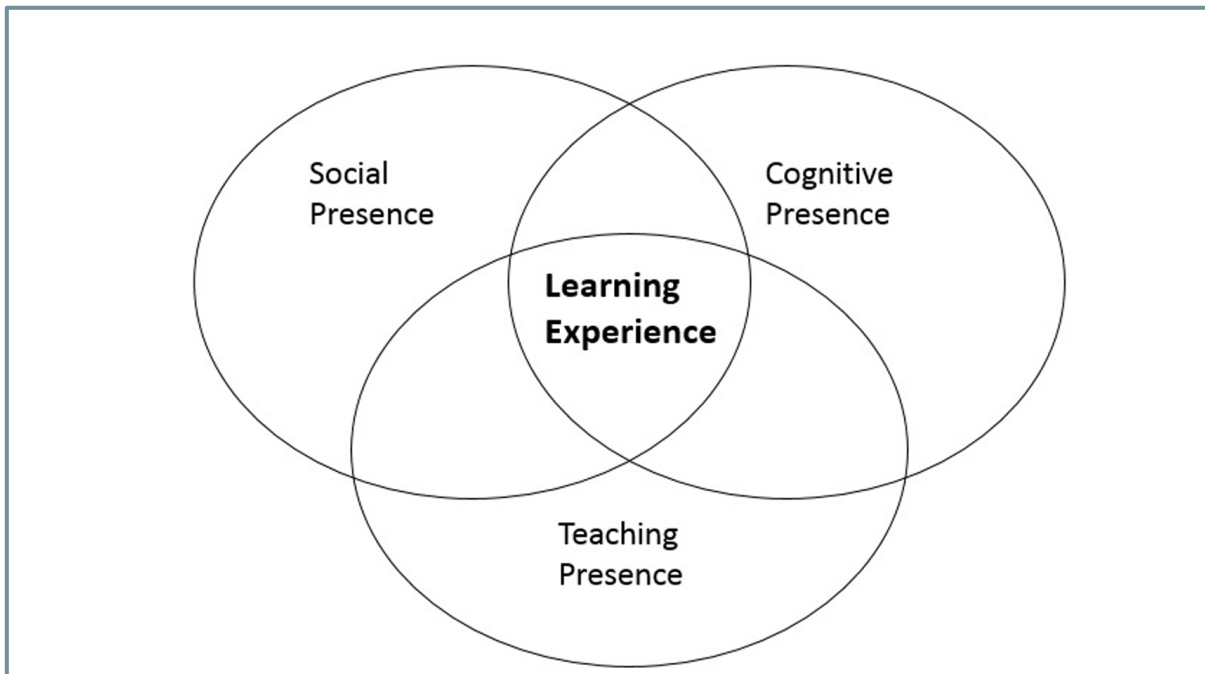 Social
Presence
Cognitive
Presence
Learning
Experience
Teaching
Presence